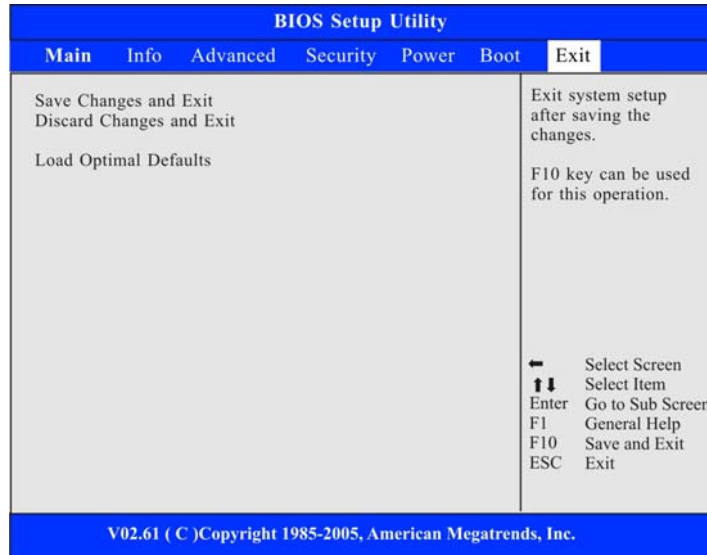 BIOS Setup Utility
Main Info Advanced Security Power Boot Exit
Save Changes and Exit
Discard Changes and Exit
Load Optimal Defaults
Exit system setup
after saving the
changes.
F10 key can be used
for this operation.
Select Screen
Select Item
Enter Go to Sub Screen
F1 General Help
F10 Save and Exit
ESC Exit
V02.61 ( C )Copyright 1985-2005, American Megatrends, Inc.